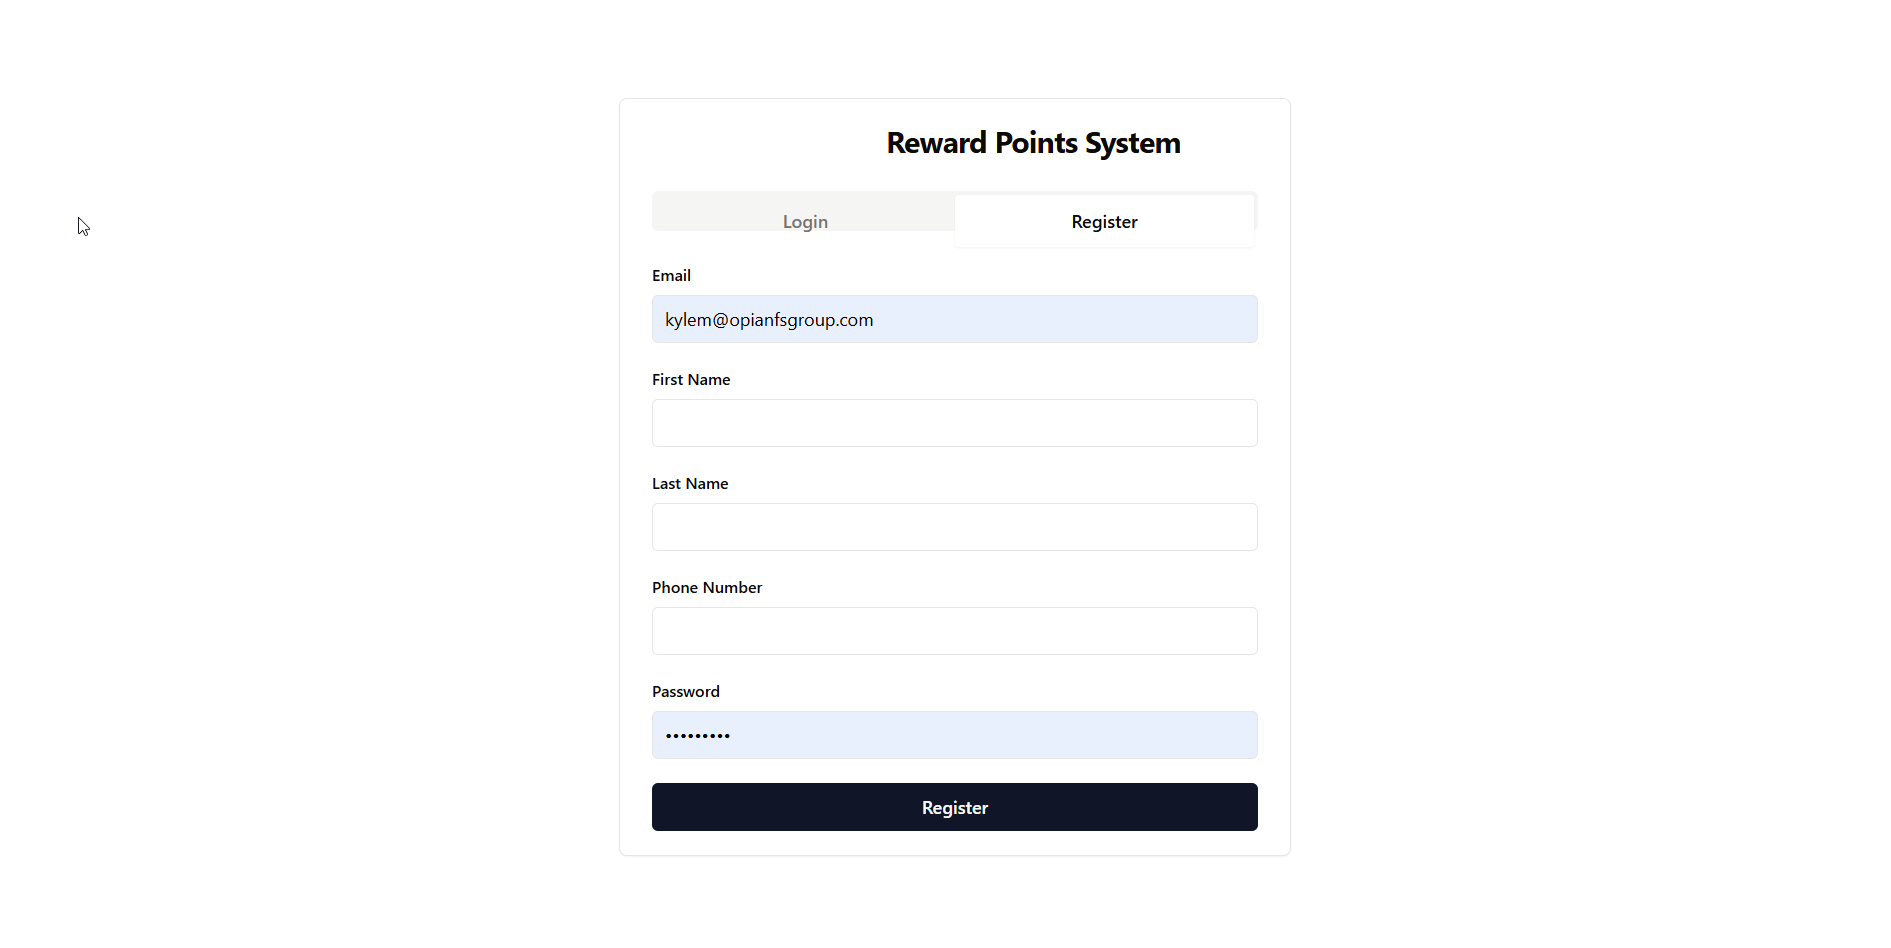 Reward Points System
Login
Register
Email
kylem@opianfsgroup.com
First Name
Last Name
Phone Number
Password
•••••••••
Register